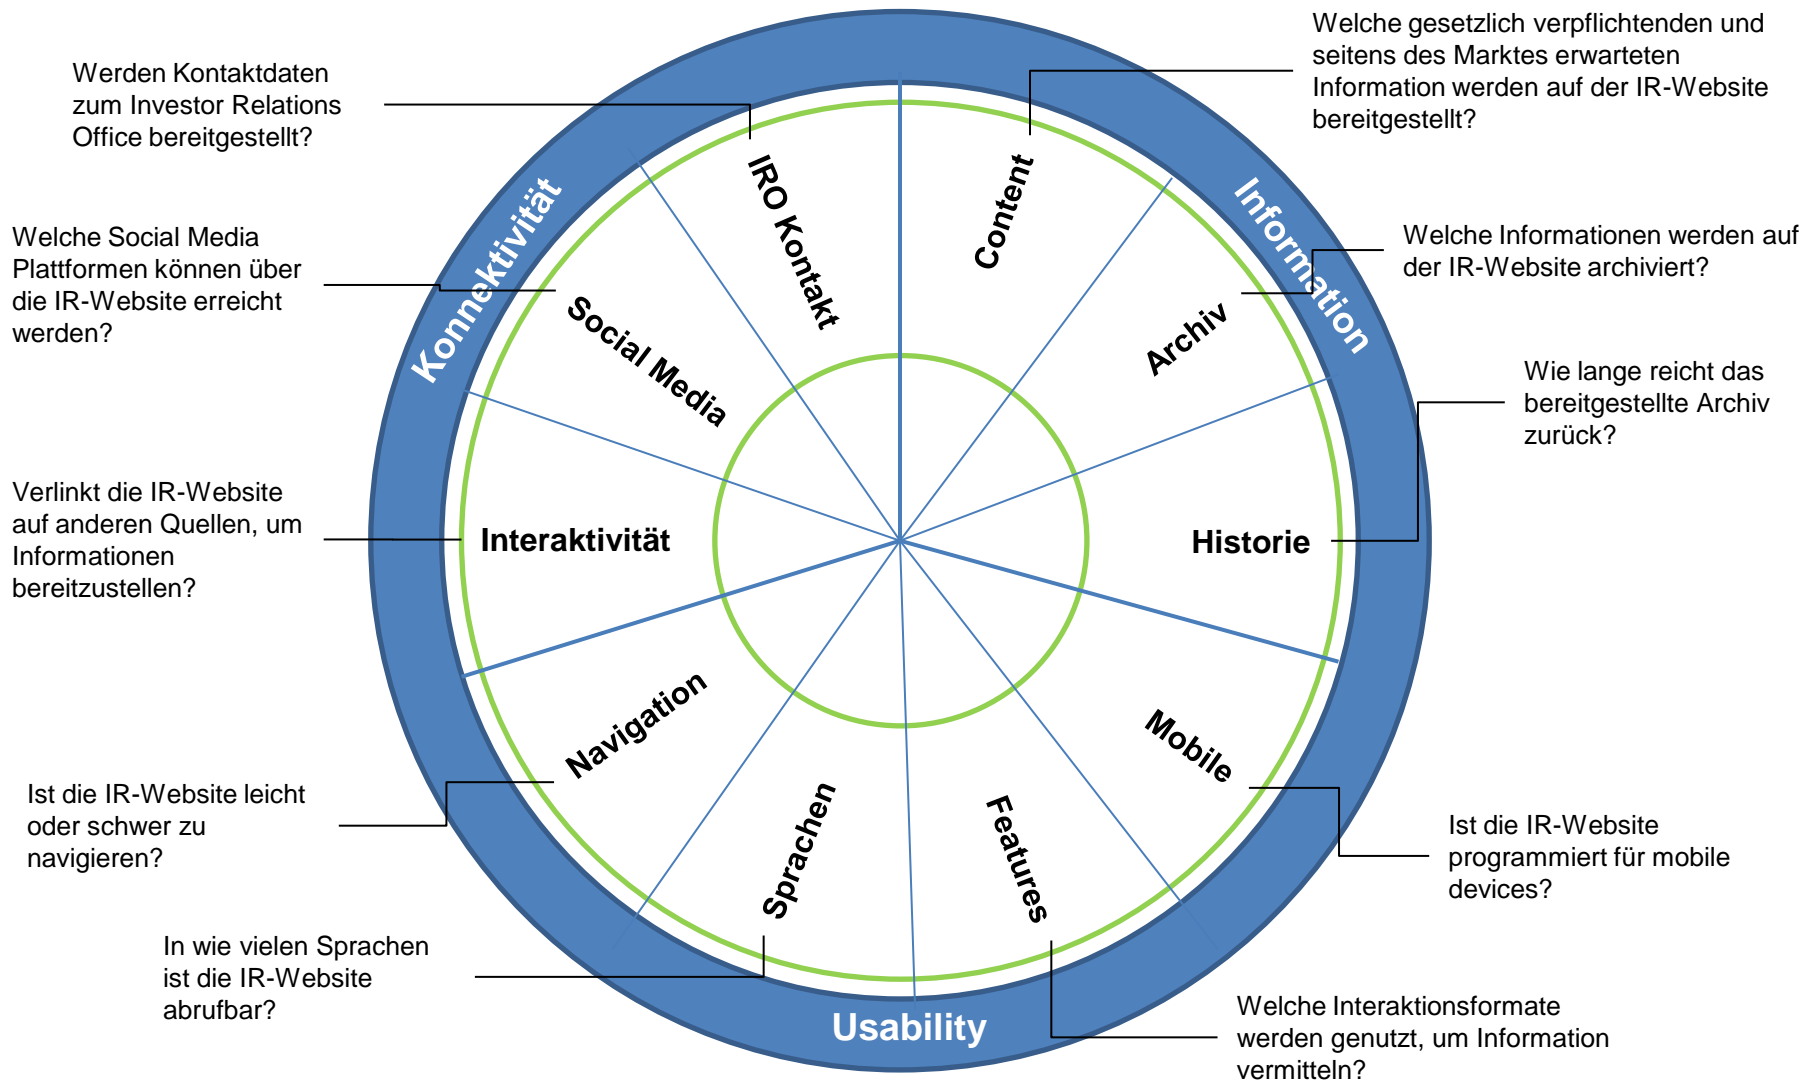 Welche gesetzlich verpflichtenden und
seitens des Marktes erwarteten
Information werden auf der IR-Website
bereitgestellt?
Werden Kontaktdaten
zum Investor Relations
Office bereitgestellt?
IRO Kontakt
Content
Konnektivität
Information
Welche Social Media
Plattformen können über
die IR-Website erreicht
werden?
Social Media
Archiv
Welche Informationen werden auf
der IR-Website archiviert?
Wie lange reicht das
bereitgestellte Archiv
zurück?
Verlinkt die IR-Website
auf anderen Quellen, um
Informationen
bereitzustellen?
Interaktivität
Historie
Navigation
Mobile
Ist die IR-Website leicht
oder schwer zu
navigieren?
Sprachen
Features
Ist die IR-Website
programmiert für mobile
devices?
In wie vielen Sprachen
ist die IR-Website
abrufbar?
Usability
Welche Interaktionsformate
werden genutzt, um Information
vermitteln?